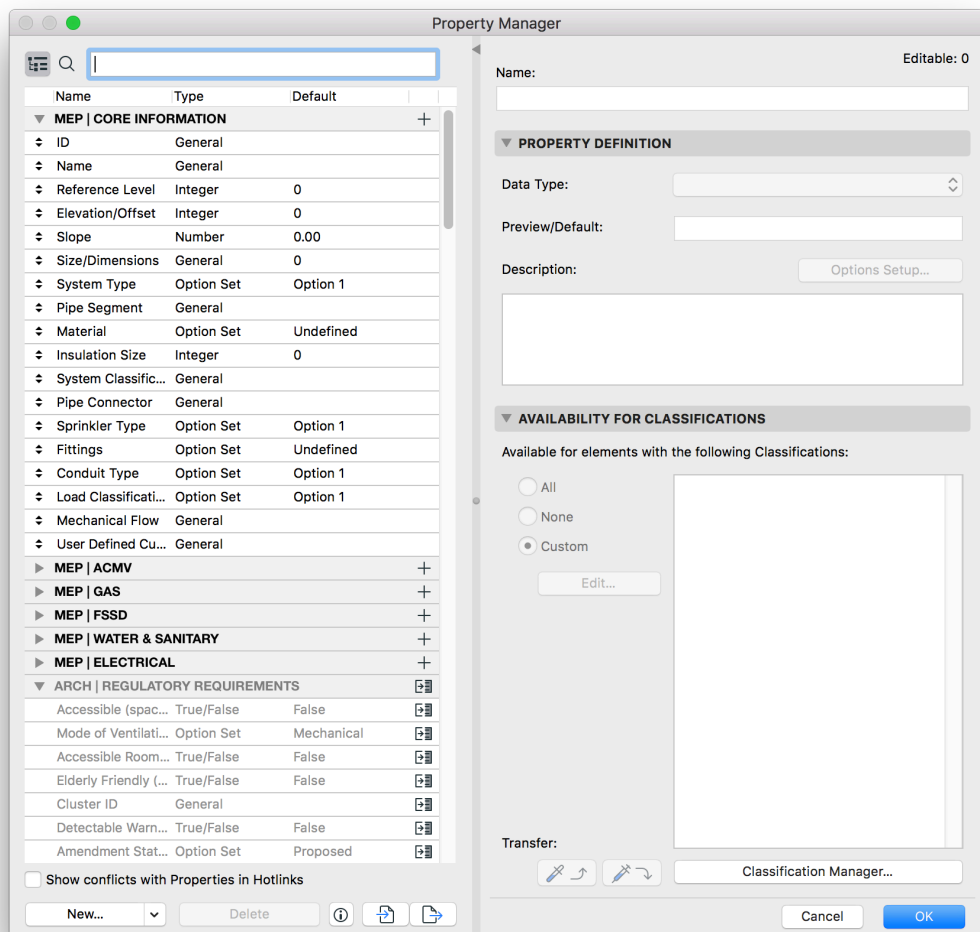 Property Manager
Name Type Default
MEP | CORE INFORMATION
ID General
Name General
Reference Level Integer 0
Elevation/Offset Integer 0
Slope Number 0.00
Size/Dimensions General 0
System Type Option Set Option 1
Pipe Segment General
Material Option Set Undefined
Insulation Size Integer 0
System Classific... General
Pipe Connector General
Sprinkler Type Option Set Option 1
Fittings Option Set Undefined
Conduit Type Option Set Option 1
Load Classificati... Option Set Option 1
Mechanical Flow General
User Defined Cu... General
MEP | ACMV
MEP | GAS
MEP | FSSD
MEP | WATER & SANITARY
MEP | ELECTRICAL
ARCH | REGULATORY REQUIREMENTS
Accessible (spac... True/False False
Mode of Ventilati... Option Set Mechanical
Accessible Room... True/False False
Elderly Friendly (... True/False False
Cluster ID General
Detectable Warn... True/False False
Amendment Stat... Option Set Proposed
Show conflicts with Properties in Hotlinks
New... Delete
Editable: 0
Name:
PROPERTY DEFINITION
Data Type:
Preview/Default:
Description: Options Setup...
AVAILABILITY FOR CLASSIFICATIONS
Available for elements with the following Classifications:
All
None
Custom
Edit...
Transfer:
Classification Manager...
Cancel OK